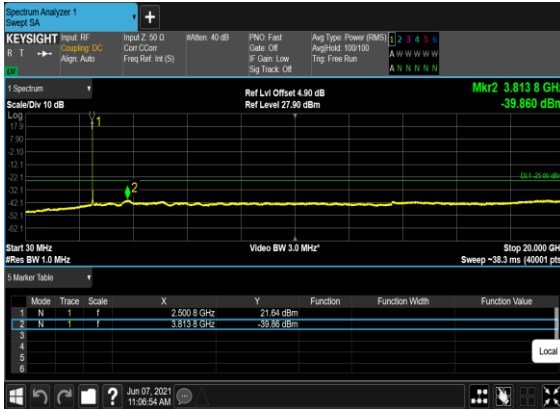 Spectrum Analyzer 1
Swept SA
+
KEYSIGHT Input: RF Input Z: 50 Ω #Atten: 40 dB PNO: Fast Avg Type: Power (RMS) 1 2 3 4 5 6
R T Coupling: DC Corr CCorr Gate: Off Avg|Hold: 100/100 A W W W W W
Align: Auto Freq Ref: Int (S) IF Gain: Low Trig: Free Run
Sig Track: Off A N N N N N
1 Spectrum
Scale/Div 10 dB
Ref Lvl Offset 4.90 dB
Ref Level 27.90 dBm
Mkr2 3.813 8 GHz
-39.860 dBm
Log
17.9
7.90
-2.10
-12.1
-22.1
-32.1
-42.1
-52.1
-62.1
1
2
DL1 -25.00 dBm
Start 30 MHz Video BW 3.0 MHz* Stop 20.000 GH
#Res BW 1.0 MHz Sweep ~38.3 ms (40001 pts
5 Marker Table
Mode Trace Scale X Y Function Function Width Function Value
1 N 1 f 2.500 8 GHz 21.64 dBm
2 N 1 f 3.813 8 GHz -39.86 dBm
3
4
5
6
Local
?
Jun 07, 2021
11:06:54 AM